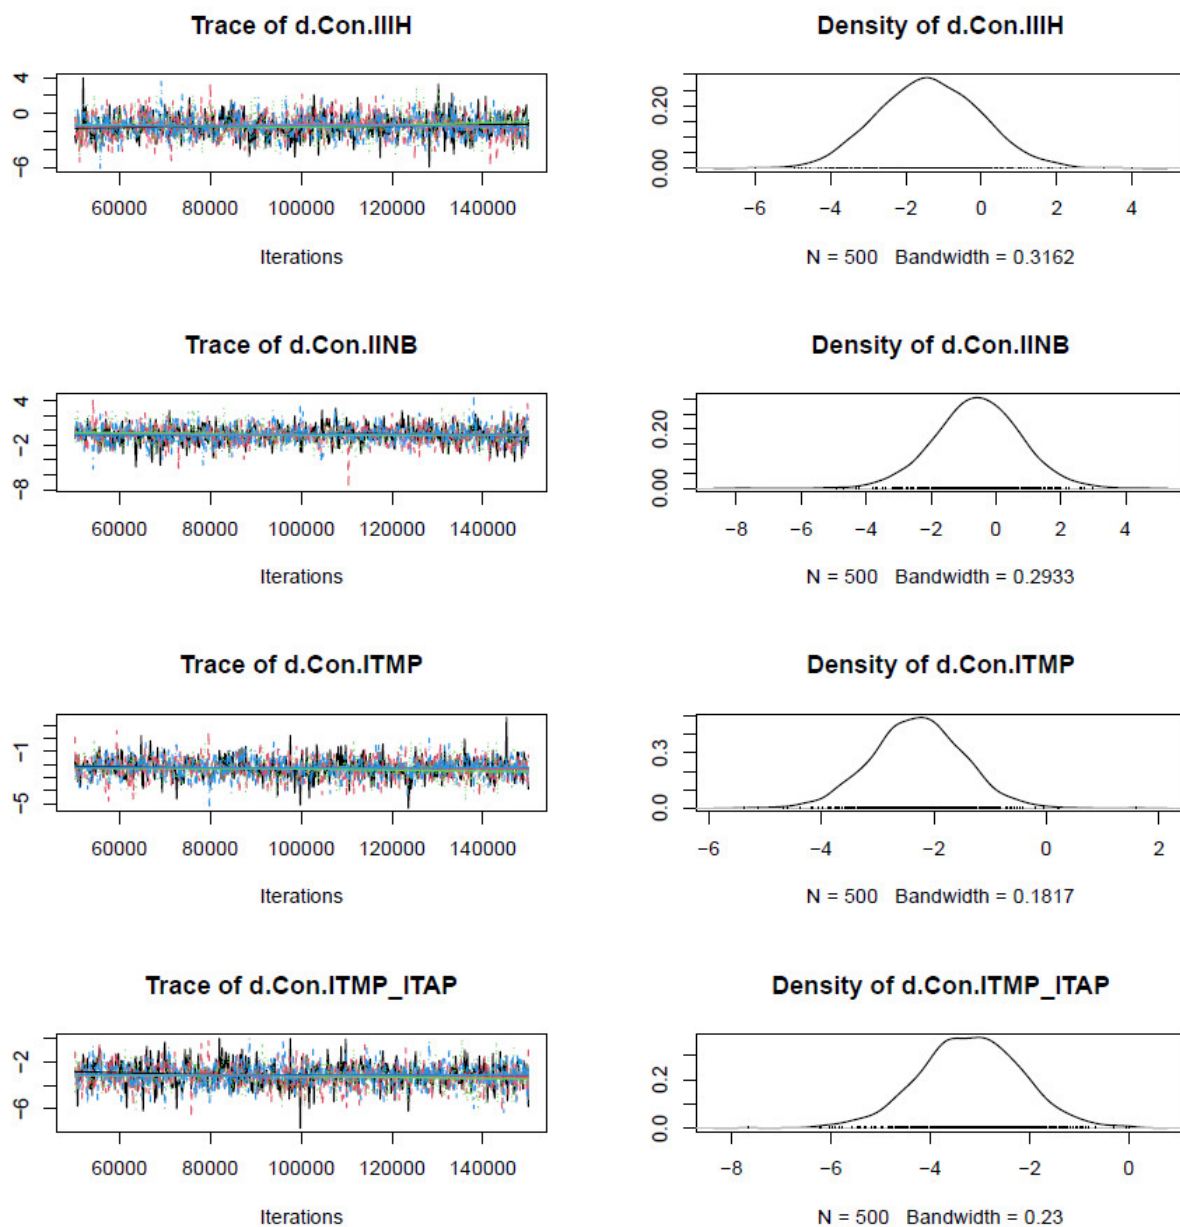 Trace of d.Con.IIIH
Density of d.Con.IIIH
4
0
−6
0.20
0.00
60000 80000 100000 120000 140000
−6 −4 −2 0 2 4
Iterations
N = 500 Bandwidth = 0.3162
Trace of d.Con.IINB
Density of d.Con.IINB
4
−2
−8
0.20
0.00
60000 80000 100000 120000 140000
−8 −6 −4 −2 0 2 4
Iterations
N = 500 Bandwidth = 0.2933
Trace of d.Con.ITMP
Density of d.Con.ITMP
−1
−5
0.3
0.0
60000 80000 100000 120000 140000
−6 −4 −2 0 2
Iterations
N = 500 Bandwidth = 0.1817
Trace of d.Con.ITMP_ITAP
Density of d.Con.ITMP_ITAP
−2
−6
0.2
0.0
60000 80000 100000 120000 140000
−8 −6 −4 −2 0
Iterations
N = 500 Bandwidth = 0.23